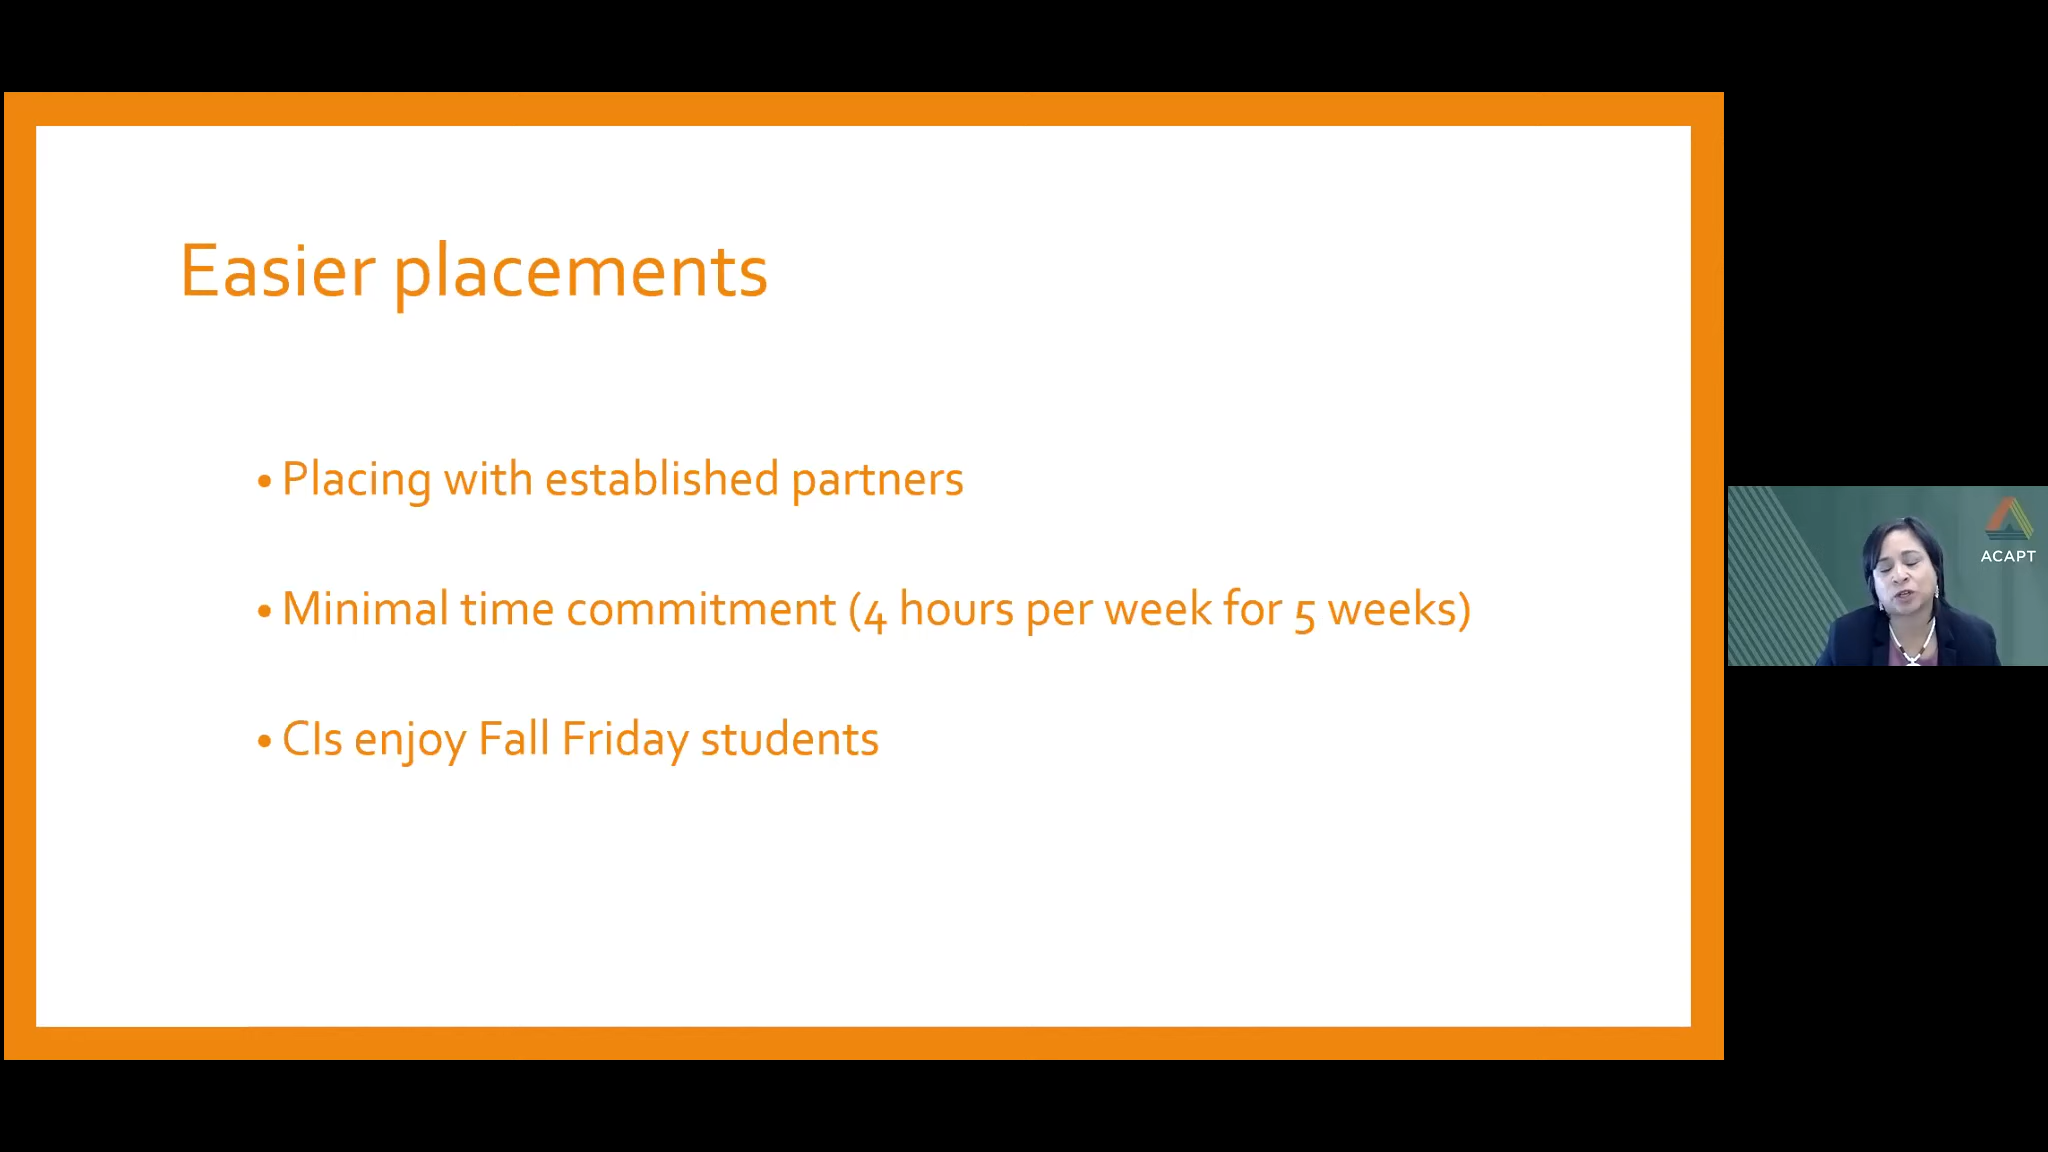 Easier placements
• Placing with established partners
• Minimal time commitment (4 hours per week for 5 weeks)
• CIs enjoy Fall Friday students
ACAPT